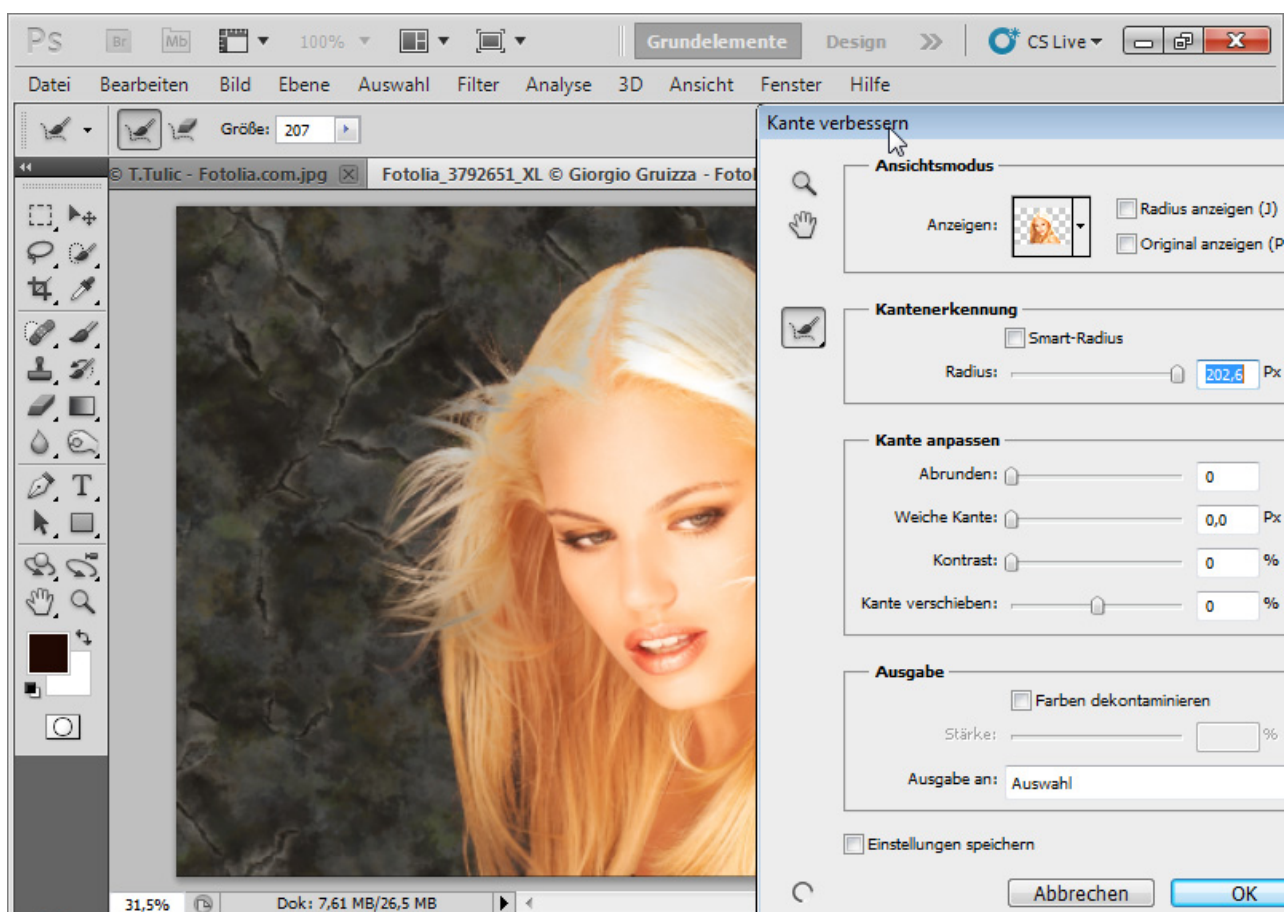 Ps Br Mb 100% Grundelemente Design CS Live
Datei Bearbeiten Bild Ebene Auswahl Filter Analyse 3D Ansicht Fenster Hilfe
Größe: 207
© T.Tulic - Fotolia.com.jpg Fotolia_3792651_XL © Giorgio Gruizza - Fotol
Kante verbessern
Ansichtsmodus
Anzeigen:
Radius anzeigen (J)
Original anzeigen (P
Kantenerkennung
Smart-Radius
Radius: 202,6 Px
Kante anpassen
Abrunden: 0
Weiche Kante: 0,0 Px
Kontrast: 0 %
Kante verschieben: 0 %
Ausgabe
Farben dekontaminieren
Stärke: %
Ausgabe an: Auswahl
Einstellungen speichern
Abbrechen OK
31,5% Dok: 7,61 MB/26,5 MB